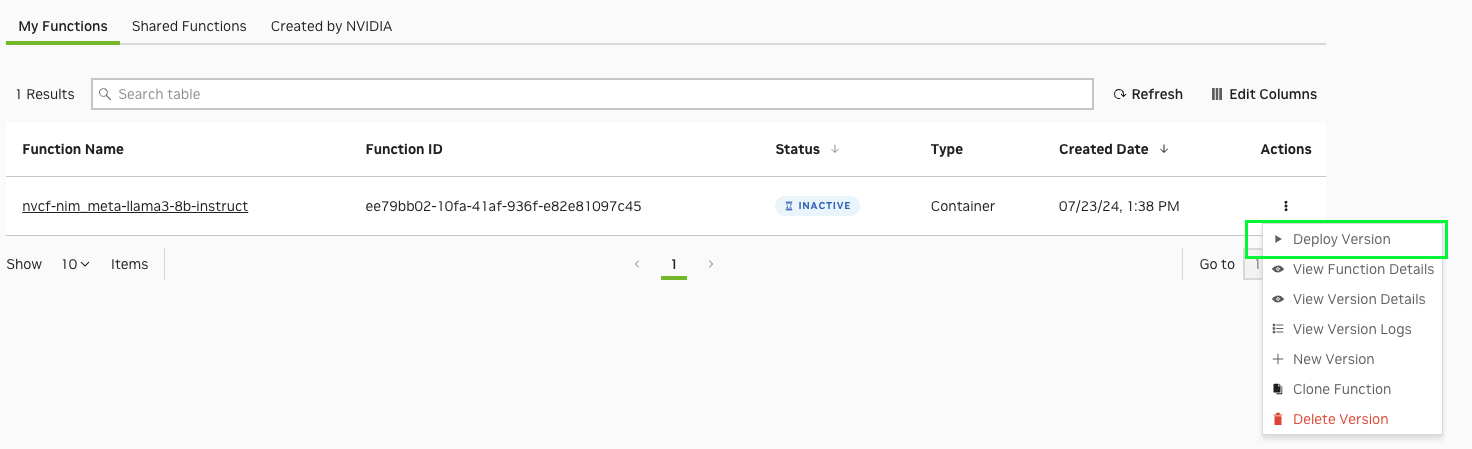 My Functions Shared Functions Created by NVIDIA
1 Results Search table Refresh Edit Columns
Function Name Function ID Status Type Created Date Actions
nvcf-nim_meta-llama3-8b-instruct ee79bb02-10fa-41af-936f-e82e81097c45 INACTIVE Container 07/23/24, 1:38 PM
Deploy Version
Show 10 Items 1 Go to 1
View Function Details
View Version Details
View Version Logs
New Version
Clone Function
Delete Version